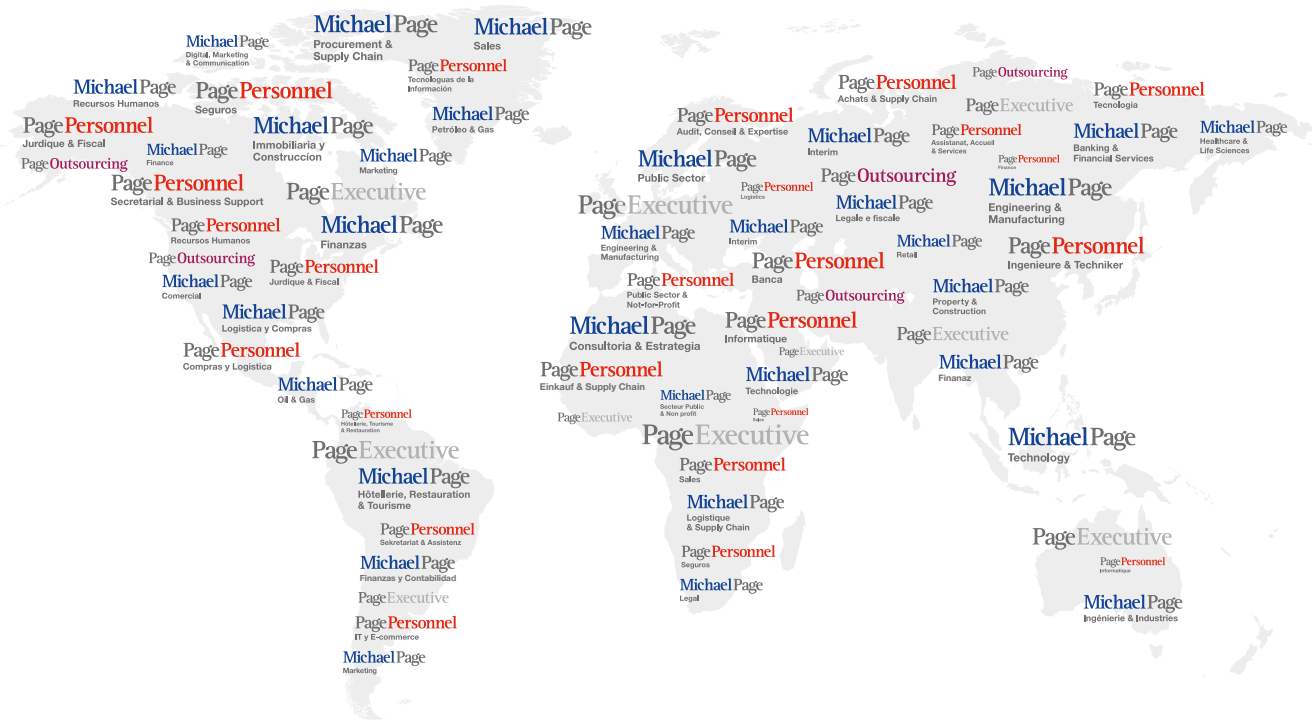 MichaelPage
Digital, Marketing
& Communication
MichaelPage
Procurement &
Supply Chain
MichaelPage
Sales
PagePersonnel
Tecnologuas de la
Información
MichaelPage
Recursos Humanos
PagePersonnel
Seguros
MichaelPage
Petróleo & Gas
PagePersonnel
Jurdique & Fiscal
MichaelPage
Immobiliaria y
Construccíon
PageOutsourcing
MichaelPage
Finance
MichaelPage
Marketing
PagePersonnel
Secretarial & Business Support
PageExecutive
PagePersonnel
Recursos Humanos
MichaelPage
Finanzas
PageOutsourcing
PagePersonnel
Jurdique & Fiscal
MichaelPage
Comercial
MichaelPage
Logistica y Compras
PagePersonnel
Compras y Logistica
MichaelPage
Oil & Gas
PagePersonnel
Hôtellerie, Tourisme
& Restauration
PageExecutive
MichaelPage
Hôtellerie, Restauration
& Tourisme
PagePersonnel
Sekretariat & Assistenz
MichaelPage
Finanzas y Contabilidad
PageExecutive
PagePersonnel
IT y E-commerce
MichaelPage
Marketing
PagePersonnel
Achats & Supply Chain
PageOutsourcing
PageExecutive
PagePersonnel
Tecnologia
PagePersonnel
Audit, Conseil & Expertise
MichaelPage
Interim
PagePersonnel
Assistanat, Accueil
& Services
MichaelPage
Banking &
Financial Services
MichaelPage
Healthcare &
Life Sciences
MichaelPage
Public Sector
PagePersonnel
Finance
PagePersonnel
Logistics
PageOutsourcing
MichaelPage
Engineering &
Manufacturing
PageExecutive
MichaelPage
Legale e fiscale
MichaelPage
Engineering &
Manufacturing
MichaelPage
Interim
MichaelPage
Retail
PagePersonnel
Ingenieure & Techniker
PagePersonnel
Banca
PagePersonnel
Public Sector &
Not-for-Profit
PageOutsourcing
MichaelPage
Property &
Construction
MichaelPage
Consultoria & Estrategia
PagePersonnel
Informatique
PageExecutive
PageExecutive
MichaelPage
Finanaz
PagePersonnel
Einkauf & Supply Chain
MichaelPage
Technologie
MichaelPage
Secteur Public
& Non profit
PageExecutive
PagePersonnel
Sales
PageExecutive
MichaelPage
Technology
PagePersonnel
Sales
MichaelPage
Logistique
& Supply Chain
PagePersonnel
Seguros
MichaelPage
Legal
PageExecutive
PagePersonnel
Informatique
MichaelPage
Ingénierie & Industries